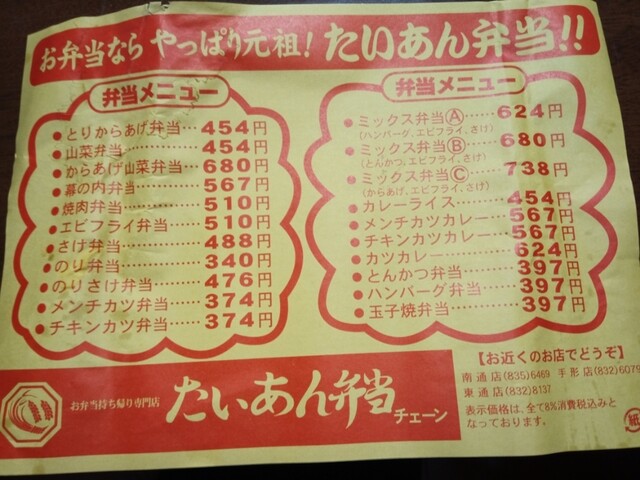 お弁当なら やっぱり元祖! たいあん弁当!!
弁当メニュー
●とりからあげ弁当…454円
●山菜弁当…………454円
●からあげ山菜弁当…680円
●幕の内弁当………567円
●焼肉弁当…………510円
●エビフライ弁当……510円
●さけ弁当…………488円
●のり弁当…………340円
●のりさけ弁当………476円
●メンチカツ弁当……374円
●チキンカツ弁当……374円
弁当メニュー
●ミックス弁当Ⓐ……624円
(ハンバーグ、エビフライ、さけ)
●ミックス弁当Ⓑ……680円
(とんかつ、エビフライ、さけ)
●ミックス弁当Ⓒ……738円
(からあげ、エビフライ、さけ)
●カレーライス………454円
●メンチカツカレー…567円
●チキンカツカレー…567円
●カツカレー…………624円
●とんかつ弁当………397円
●ハンバーグ弁当……397円
●玉子焼弁当…………397円
お弁当持ち帰り専門店
たいあん弁当 チェーン
【お近くのお店でどうぞ】
南通店(835)6469 手形店(832)6079
東通店(832)8137
表示価格は、全て8%消費税込みと
なっております。
紙